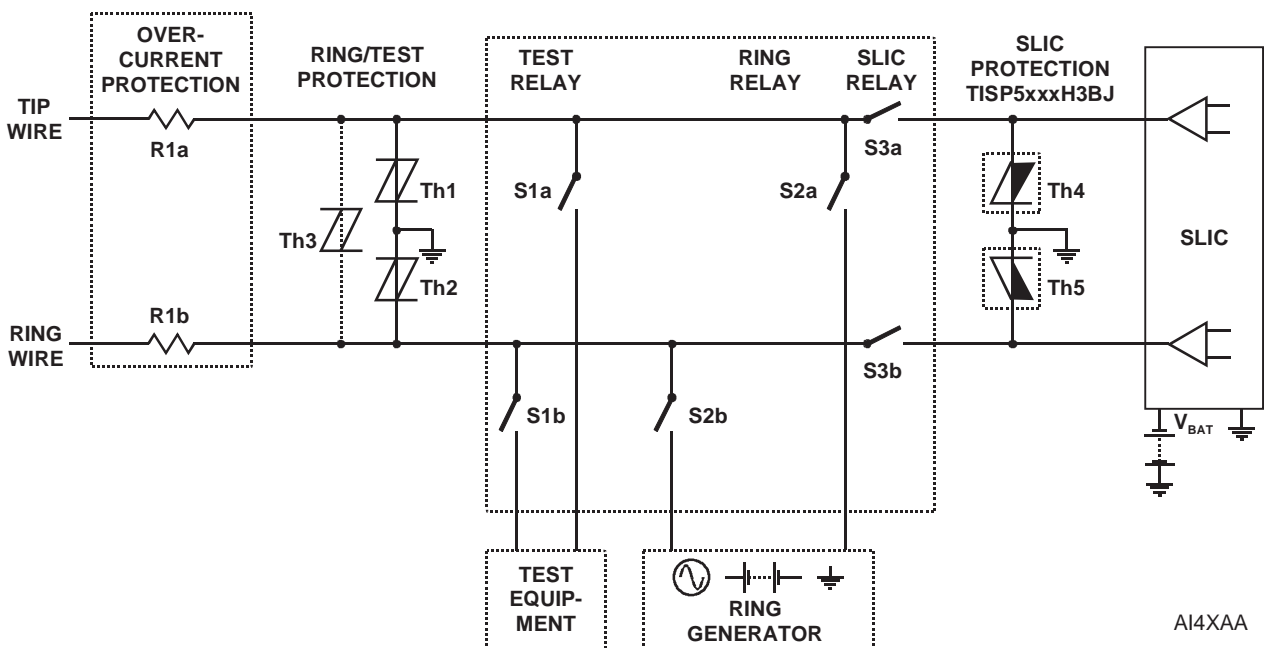 OVER-
CURRENT
PROTECTION
RING/TEST
PROTECTION
TEST
RELAY
RING
RELAY
SLIC
RELAY
SLIC
PROTECTION
TISP5xxxH3BJ
TIP
WIRE
R1a
S3a
Th1
S1a
S2a
Th4
Th3
SLIC
Th2
Th5
R1b
RING
WIRE
S3b
S1b
S2b
VBAT
TEST
EQUIP-
MENT
RING
GENERATOR
AI4XAA